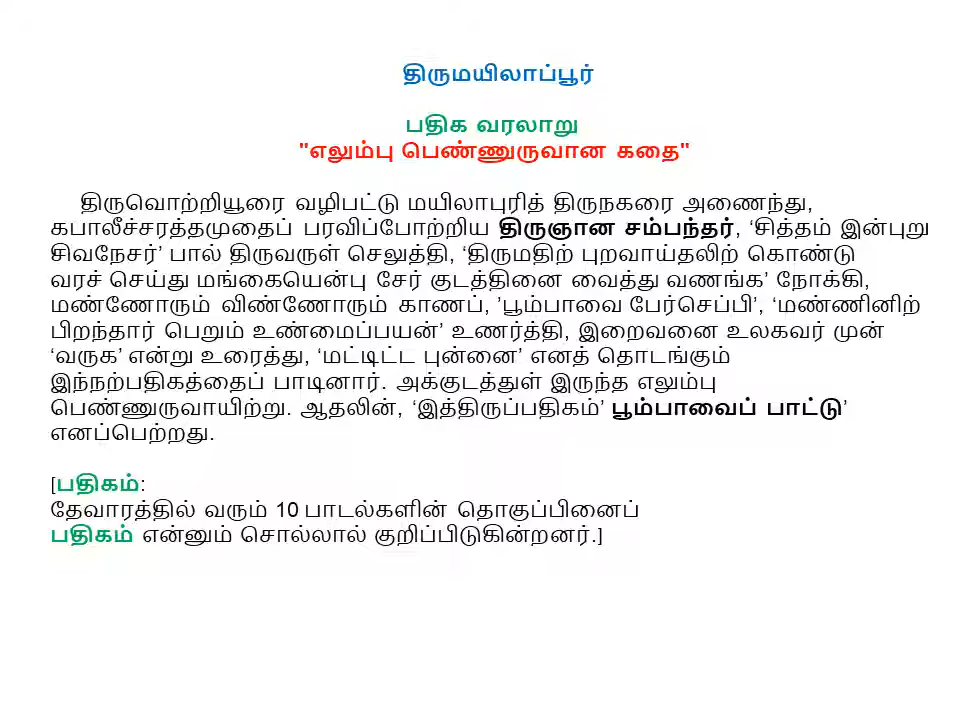 திருமயிலாப்பூர்
பதிக வரலாறு
"எலும்பு பெண்ணுருவான கதை"
திருவொற்றியூரை வழிபட்டு மயிலாபுரித் திருநகரை அணைந்து,
கபாலீச்சரத்தமுதைப் பரவிப்போற்றிய திருஞான சம்பந்தர், ‘சித்தம் இன்புறு
சிவநேசர்’ பால் திருவருள் செலுத்தி, ‘திருமதிற் புறவாய்தலிற் கொண்டு
வரச் செய்து மங்கையென்பு சேர் குடத்தினை வைத்து வணங்க’ நோக்கி,
மண்ணோரும் விண்ணோரும் காணப், ’பூம்பாவை பேர்செப்பி’, ‘மண்ணினிற்
பிறந்தார் பெறும் உண்மைப்பயன்’ உணர்த்தி, இறைவனை உலகவர் முன்
‘வருக’ என்று உரைத்து, ‘மட்டிட்ட புன்னை’ எனத் தொடங்கும்
இந்நற்பதிகத்தைப் பாடினார். அக்குடத்துள் இருந்த எலும்பு
பெண்ணுருவாயிற்று. ஆதலின், ‘இத்திருப்பதிகம்’ பூம்பாவைப் பாட்டு’
எனப்பெற்றது.
[பதிகம்:
தேவாரத்தில் வரும் 10 பாடல்களின் தொகுப்பினைப்
பதிகம் என்னும் சொல்லால் குறிப்பிடுகின்றனர்.]